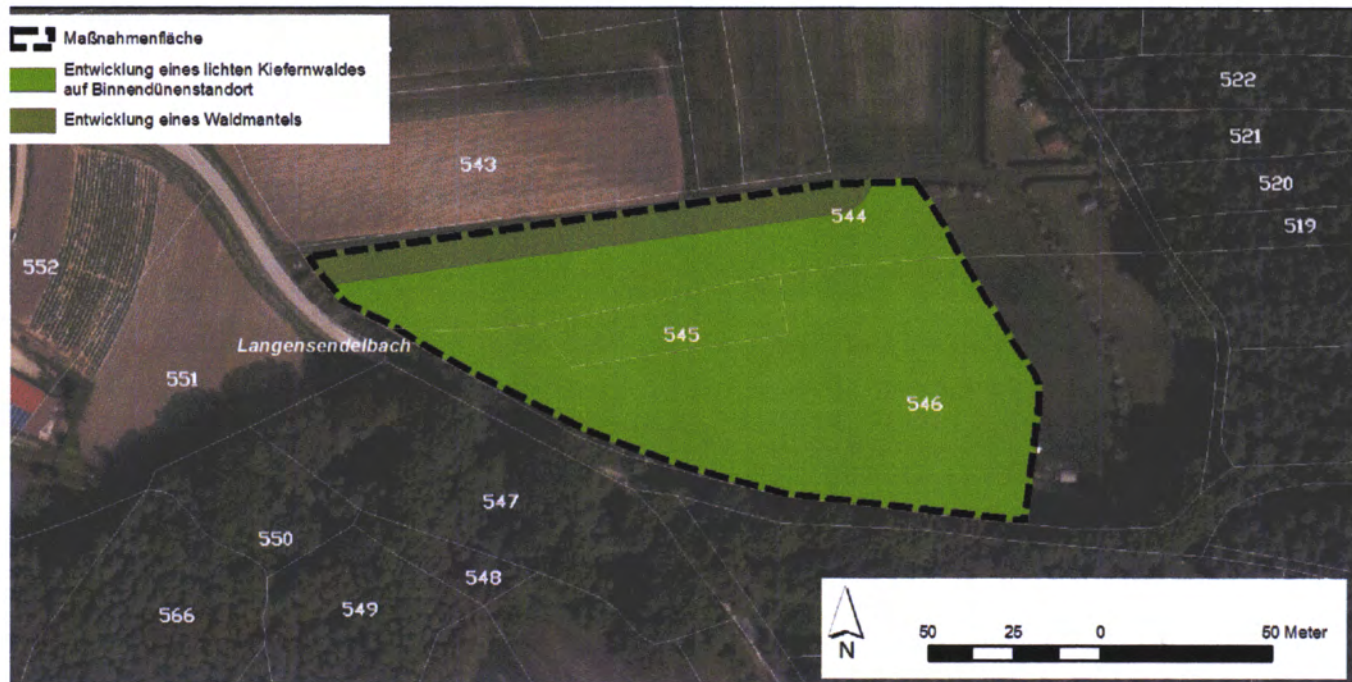 Maßnahmenfläche
Entwicklung eines lichten Kiefernwaldes
auf Binnendünenstandort
Entwicklung eines Waldmantels
522
521
543
520
544
519
552
545
Langensendelbach
551
546
547
550
548
566
549
50 25 0 50 Meter
N